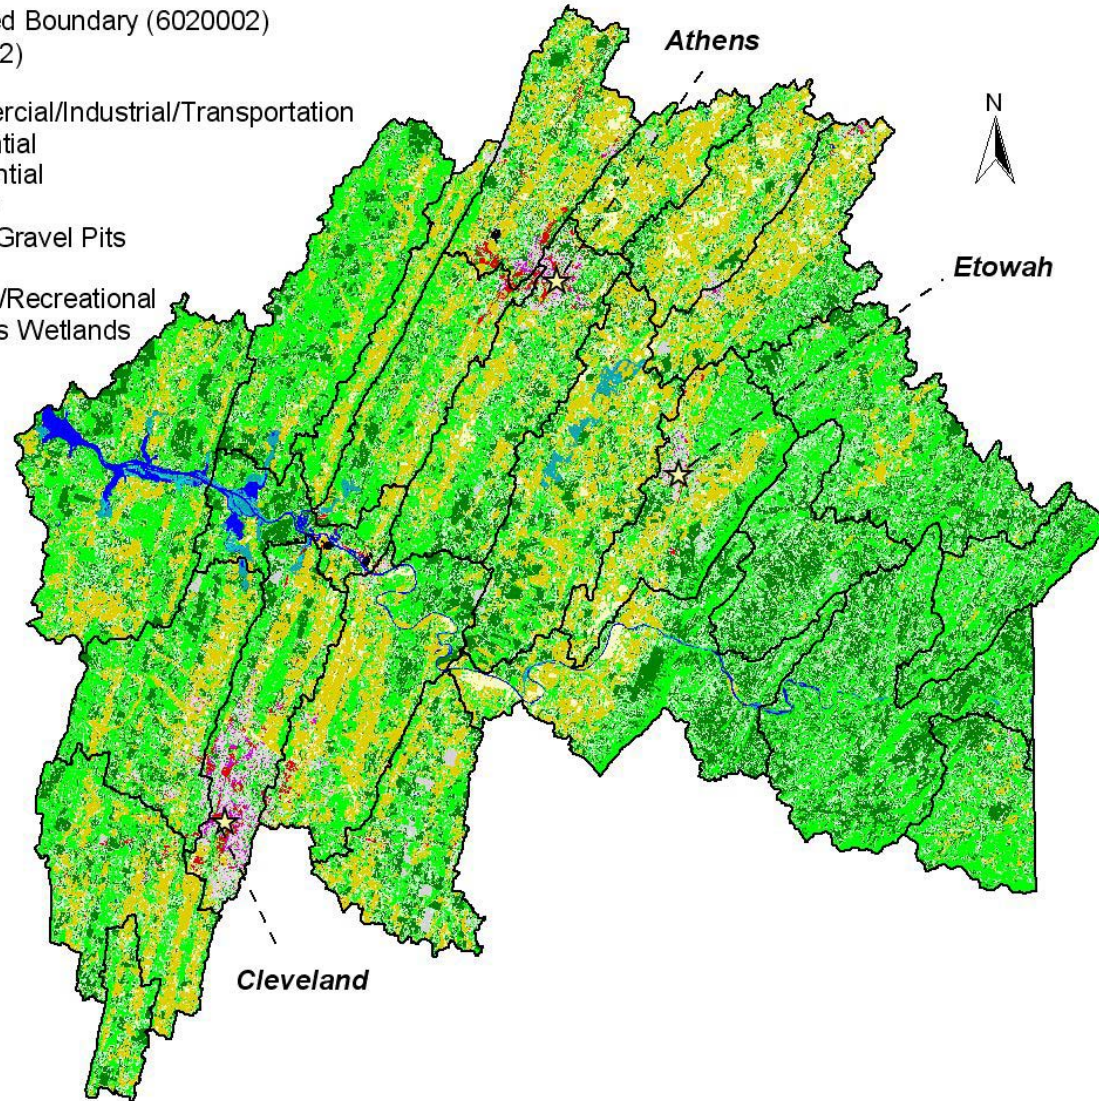 ed Boundary (6020002)
2)
ercial/Industrial/Transportation
ntial
ntial
Gravel Pits
/Recreational
s Wetlands
Athens
N
Etowah
Cleveland